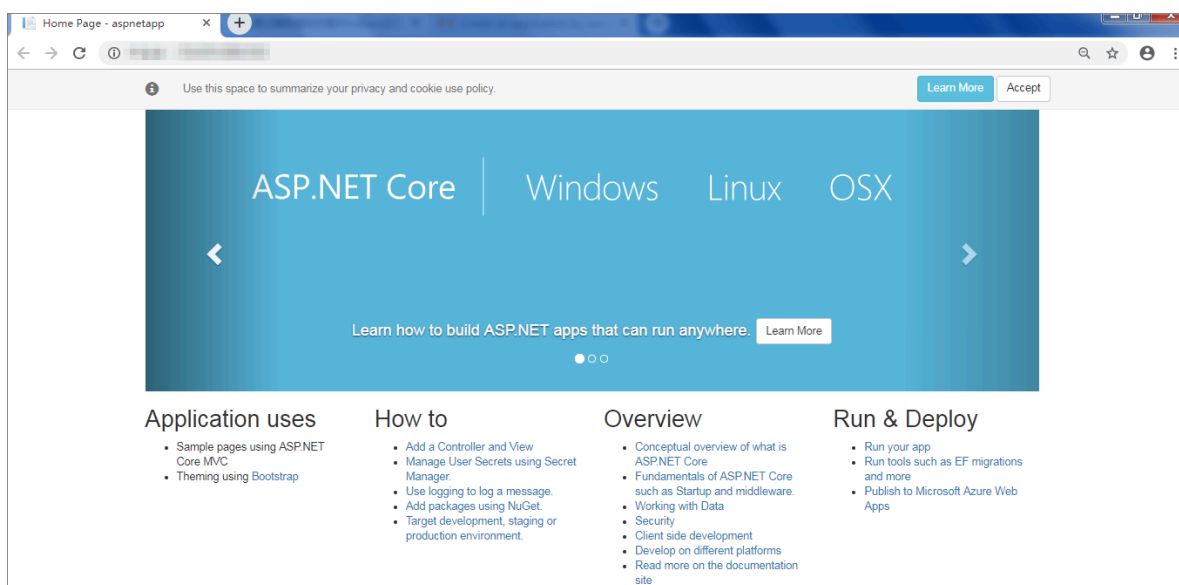 Home Page - aspnetapp
Use this space to summarize your privacy and cookie use policy.
Learn More
Accept
ASP.NET Core
Windows
Linux
OSX
Learn how to build ASP.NET apps that can run anywhere.
Learn More
Application uses
Sample pages using ASP.NET
Core MVC
Theming using Bootstrap
How to
Add a Controller and View
Manage User Secrets using Secret
Manager.
Use logging to log a message.
Add packages using NuGet.
Target development, staging or
production environment.
Overview
Conceptual overview of what is
ASP.NET Core
Fundamentals of ASP.NET Core
such as Startup and middleware.
Working with Data
Security
Client side development
Develop on different platforms
Read more on the documentation
site
Run & Deploy
Run your app
Run tools such as EF migrations
and more
Publish to Microsoft Azure Web
Apps